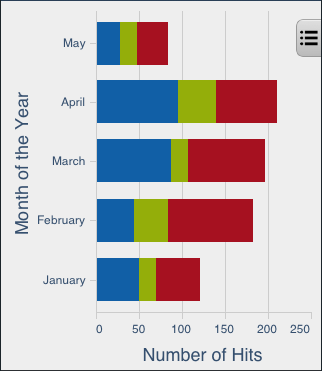 May
April
March
February
January
Month of the Year
0 50 100 150 200 250
Number of Hits